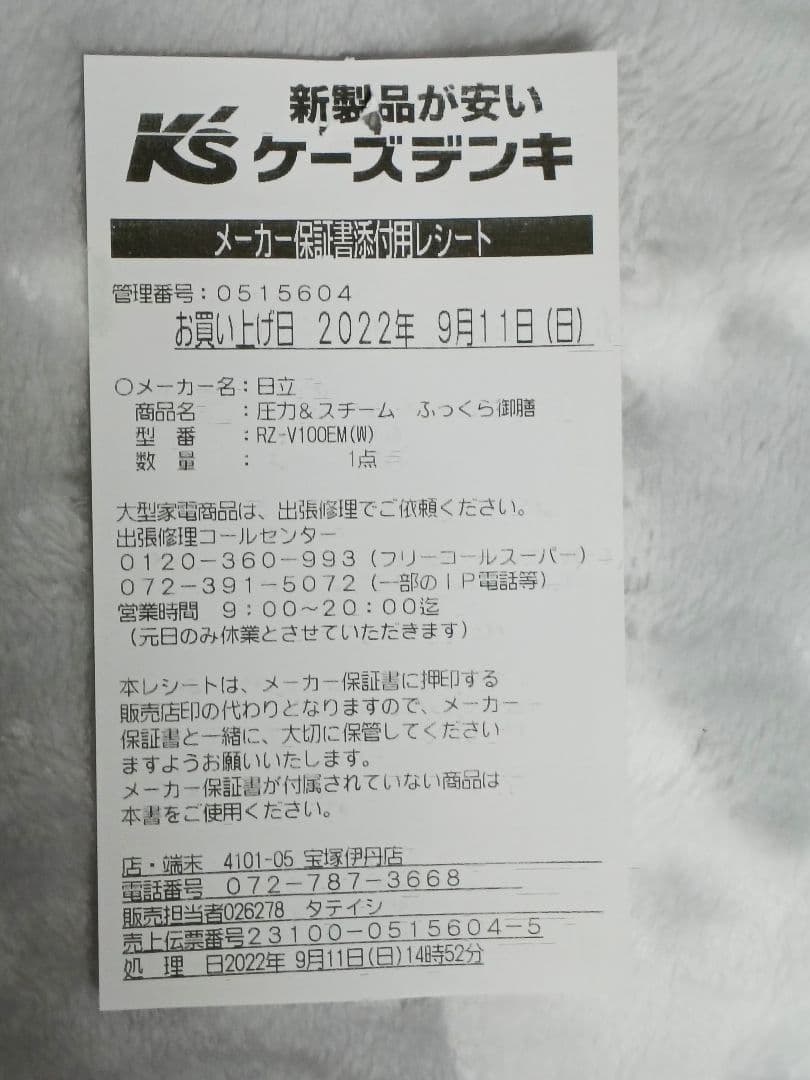 新製品が安い
K'S ケーズデンキ
メーカー保証書添付用レシート
管理番号：0515604
お買い上げ日 2022年 9月11日(日)
○メーカー名：日立
商品名 ：圧力＆スチーム ふっくら御膳
型 番 ：RZ-V100EM(W)
数 量 ： 1点
大型家電商品は、出張修理でご依頼ください。
出張修理コールセンター
0120-360-993（フリーコールスーパー）
072-391-5072（一部のＩＰ電話等）
営業時間 9：00～20：00迄
（元日のみ休業とさせていただきます）
本レシートは、メーカー保証書に押印する
販売店印の代わりとなりますので、メーカー
保証書と一緒に、大切に保管してください
ますようお願いいたします。
メーカー保証書が付属されていない商品は
本書をご使用ください。
店・端末 4101-05 宝塚伊丹店
電話番号 072-787-3668
販売担当者026278 タテイシ
売上伝票番号23100-0515604-5
処 理 日2022年 9月11日(日)14時52分